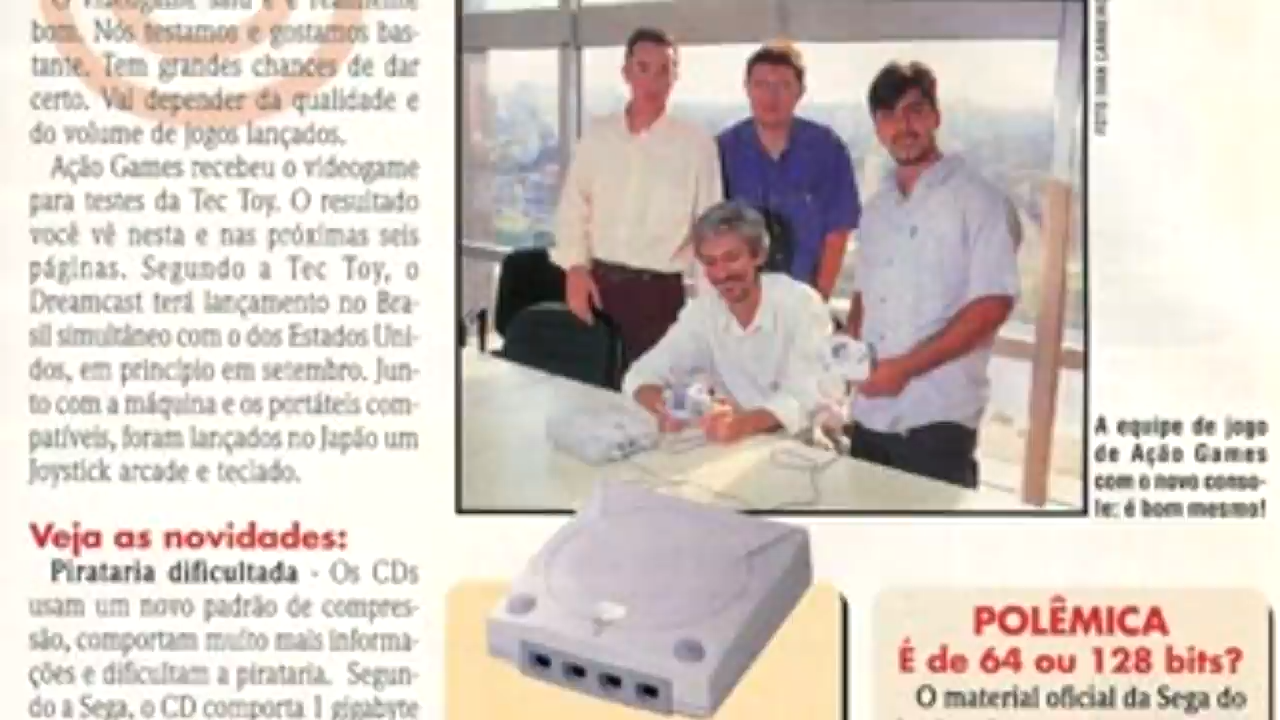 O videogame saiu e é realmente
bom. Nós testamos e gostamos bas-
tante. Tem grandes chances de dar
certo. Vai depender da qualidade e
do volume de jogos lançados.
Ação Games recebeu o videogame
para testes da Tec Toy. O resultado
você vê nesta e nas próximas seis
páginas. Segundo a Tec Toy, o
Dreamcast terá lançamento no Bra-
sil simultâneo com o dos Estados Uni-
dos, em princípio em setembro. Jun-
to com a máquina e os portáteis com-
patíveis, foram lançados no Japão um
Joystick arcade e teclado.
Veja as novidades:
Pirataria dificultada - Os CDs
usam um novo padrão de compres-
são, comportam muito mais informa-
ções e dificultam a pirataria. Segun-
do a Sega, o CD comporta 1 gigabyte
FOTO IVAN CARNEIRO
A equipe de jogo
de Ação Games
com o novo conso-
le: é bom mesmo!
POLÊMICA
É de 64 ou 128 bits?
O material oficial da Sega do